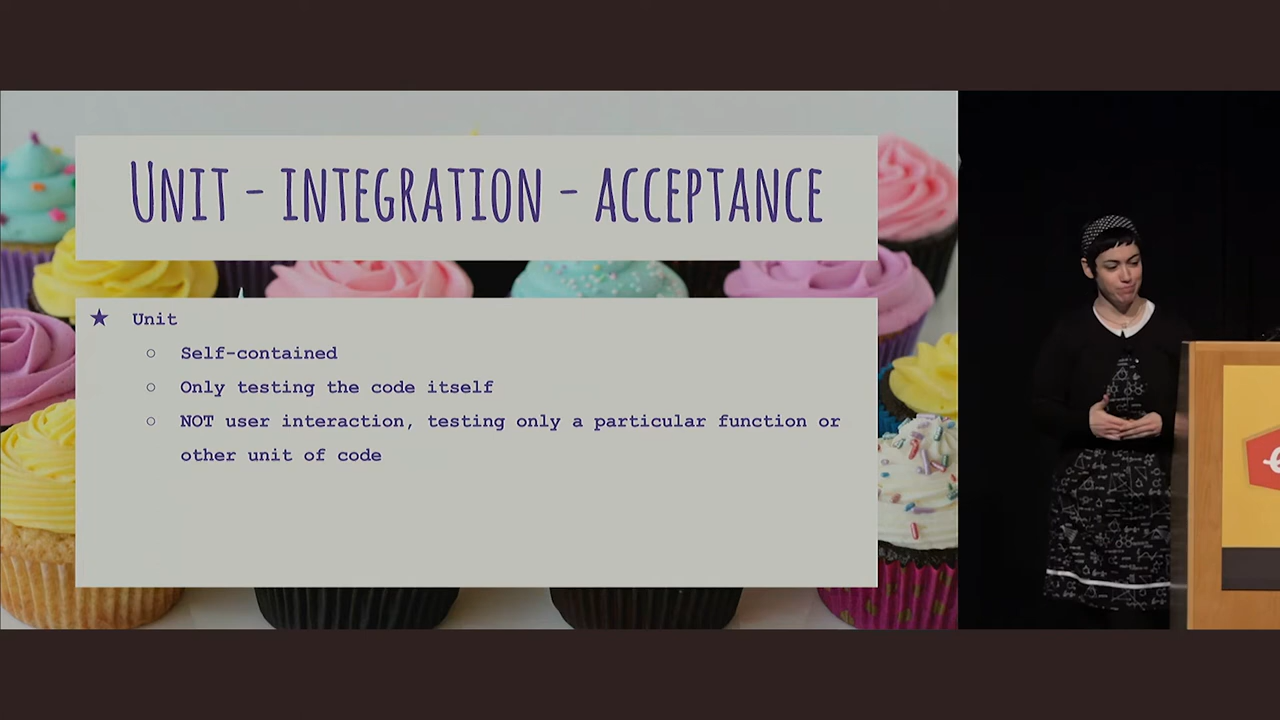 Unit - integration - acceptance
★ Unit
○ Self-contained
○ Only testing the code itself
○ NOT user interaction, testing only a particular function or
other unit of code